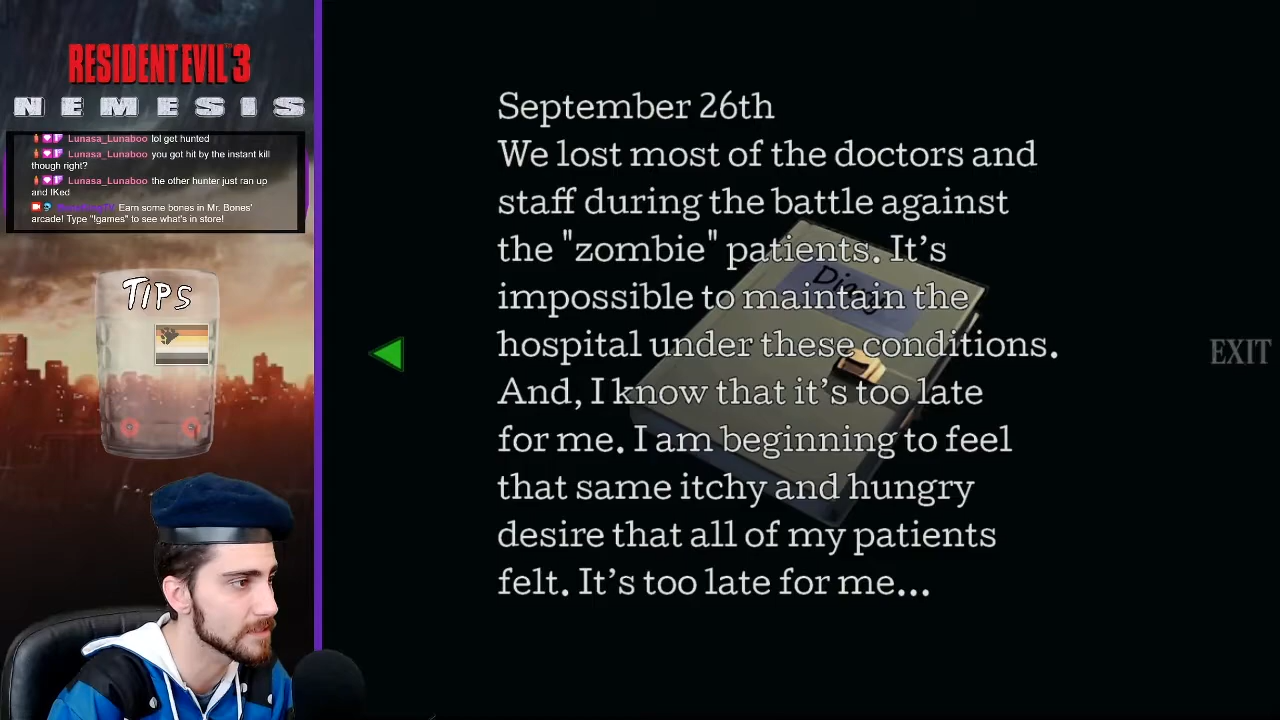 RESIDENT EVIL 3
NEMESIS
Lunasa_Lunaboo lol get hunted
Lunasa_Lunaboo you got hit by the instant kill
though right?
Lunasa_Lunaboo the other hunter just ran up
and IKed
Earn some bones in Mr. Bones'
arcade! Type "!games" to see what's in store!
TIPS
September 26th
We lost most of the doctors and
staff during the battle against
the "zombie" patients. It’s
impossible to maintain the
hospital under these conditions.
And, I know that it’s too late
for me. I am beginning to feel
that same itchy and hungry
desire that all of my patients
felt. It’s too late for me...
Diary
EXIT